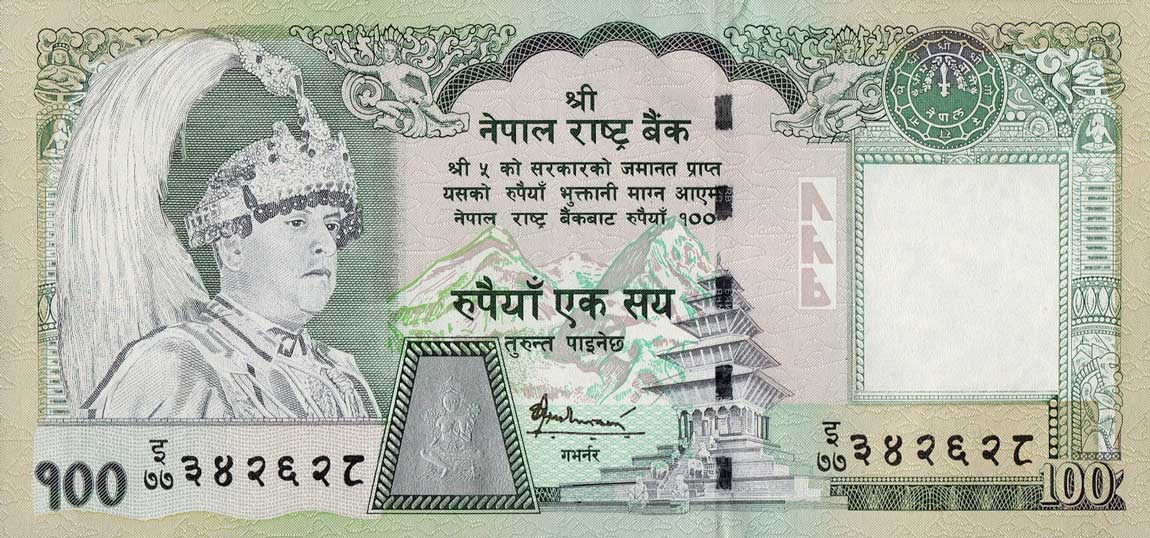 श्री
नेपाल राष्ट्र बैंक
श्री ५ को सरकारको जमानत प्राप्त
यसको रुपैयाँ भुक्तानी माग्न आएमा
नेपाल राष्ट्र बैंकबाट रुपैयाँ १००
रुपैयाँ एक सय
तुरुन्त पाइनेछ
गभर्नर
१००
इ
७७ ३४२६२८
इ
७७ ३४२६२८
100